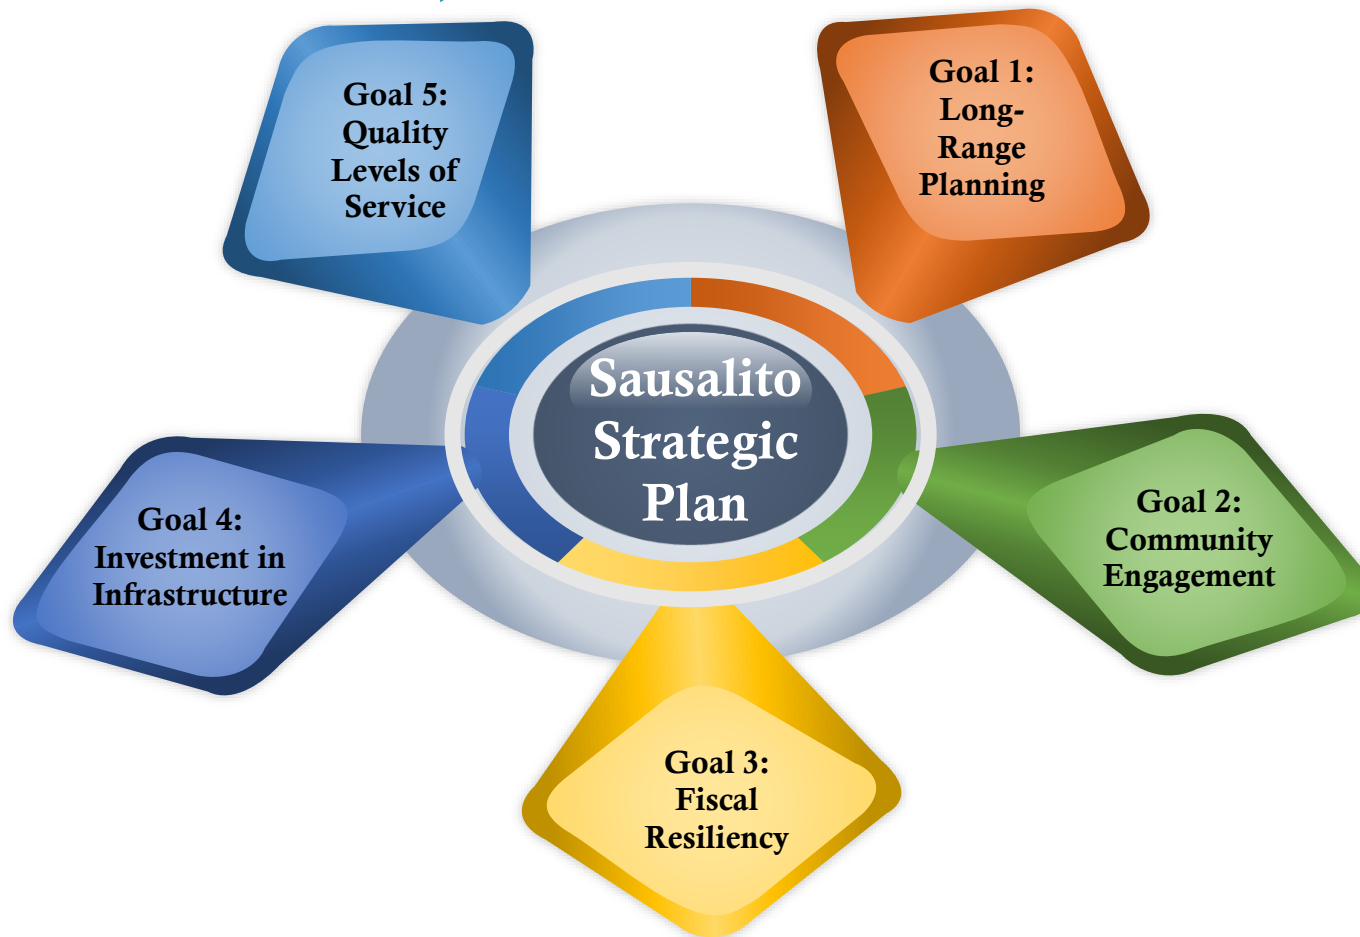 Sausalito
Strategic
Plan
Goal 1:
Long-
Range
Planning
Goal 2:
Community
Engagement
Goal 3:
Fiscal
Resiliency
Goal 4:
Investment in
Infrastructure
Goal 5:
Quality
Levels of
Service